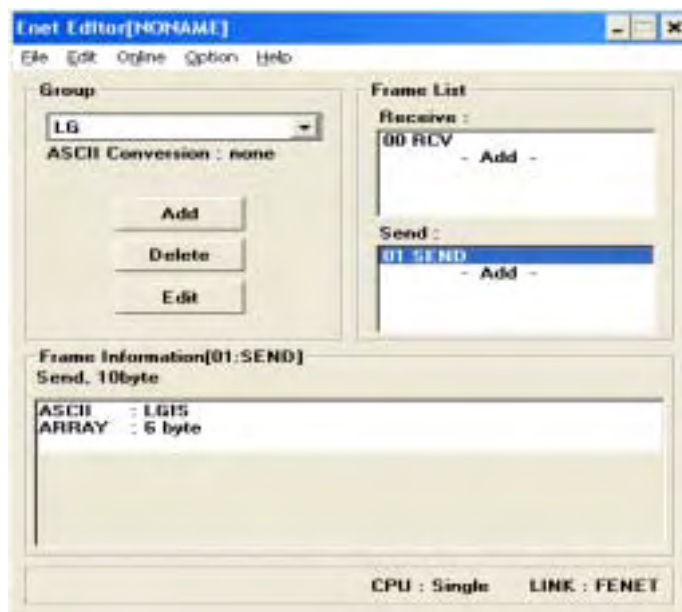 Enet Editor[NONAME]
File Edit Online Option Help
Group
LG
ASCII Conversion : none
Add
Delete
Edit
Frame List
Receive :
00 RCV
- Add -
Send :
01 SEND
- Add -
Frame Information[01:SEND]
Send, 10byte
ASCII : LGIS
ARRAY : 6 byte
CPU : Single LINK : FENET